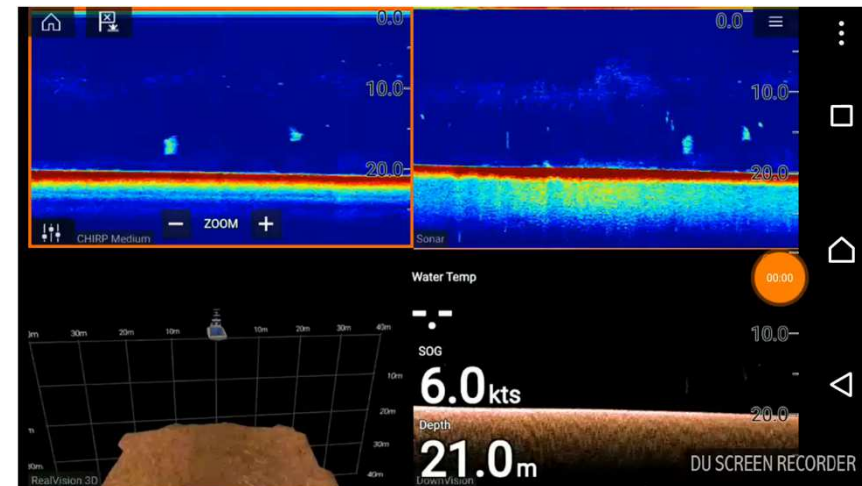 0.0
10.0
20.0
ZOOM
CHIRP Medium
0.0
10.0
20.0
Sonar
30m
20m
10m
10m
20m
30m
40m
10m
20m
30m
40m
RealVision 3D
Water Temp
--.-
SOG
6.0kts
Depth
21.0m
10.0
20.0
DownVision
00:00
DU SCREEN RECORDER